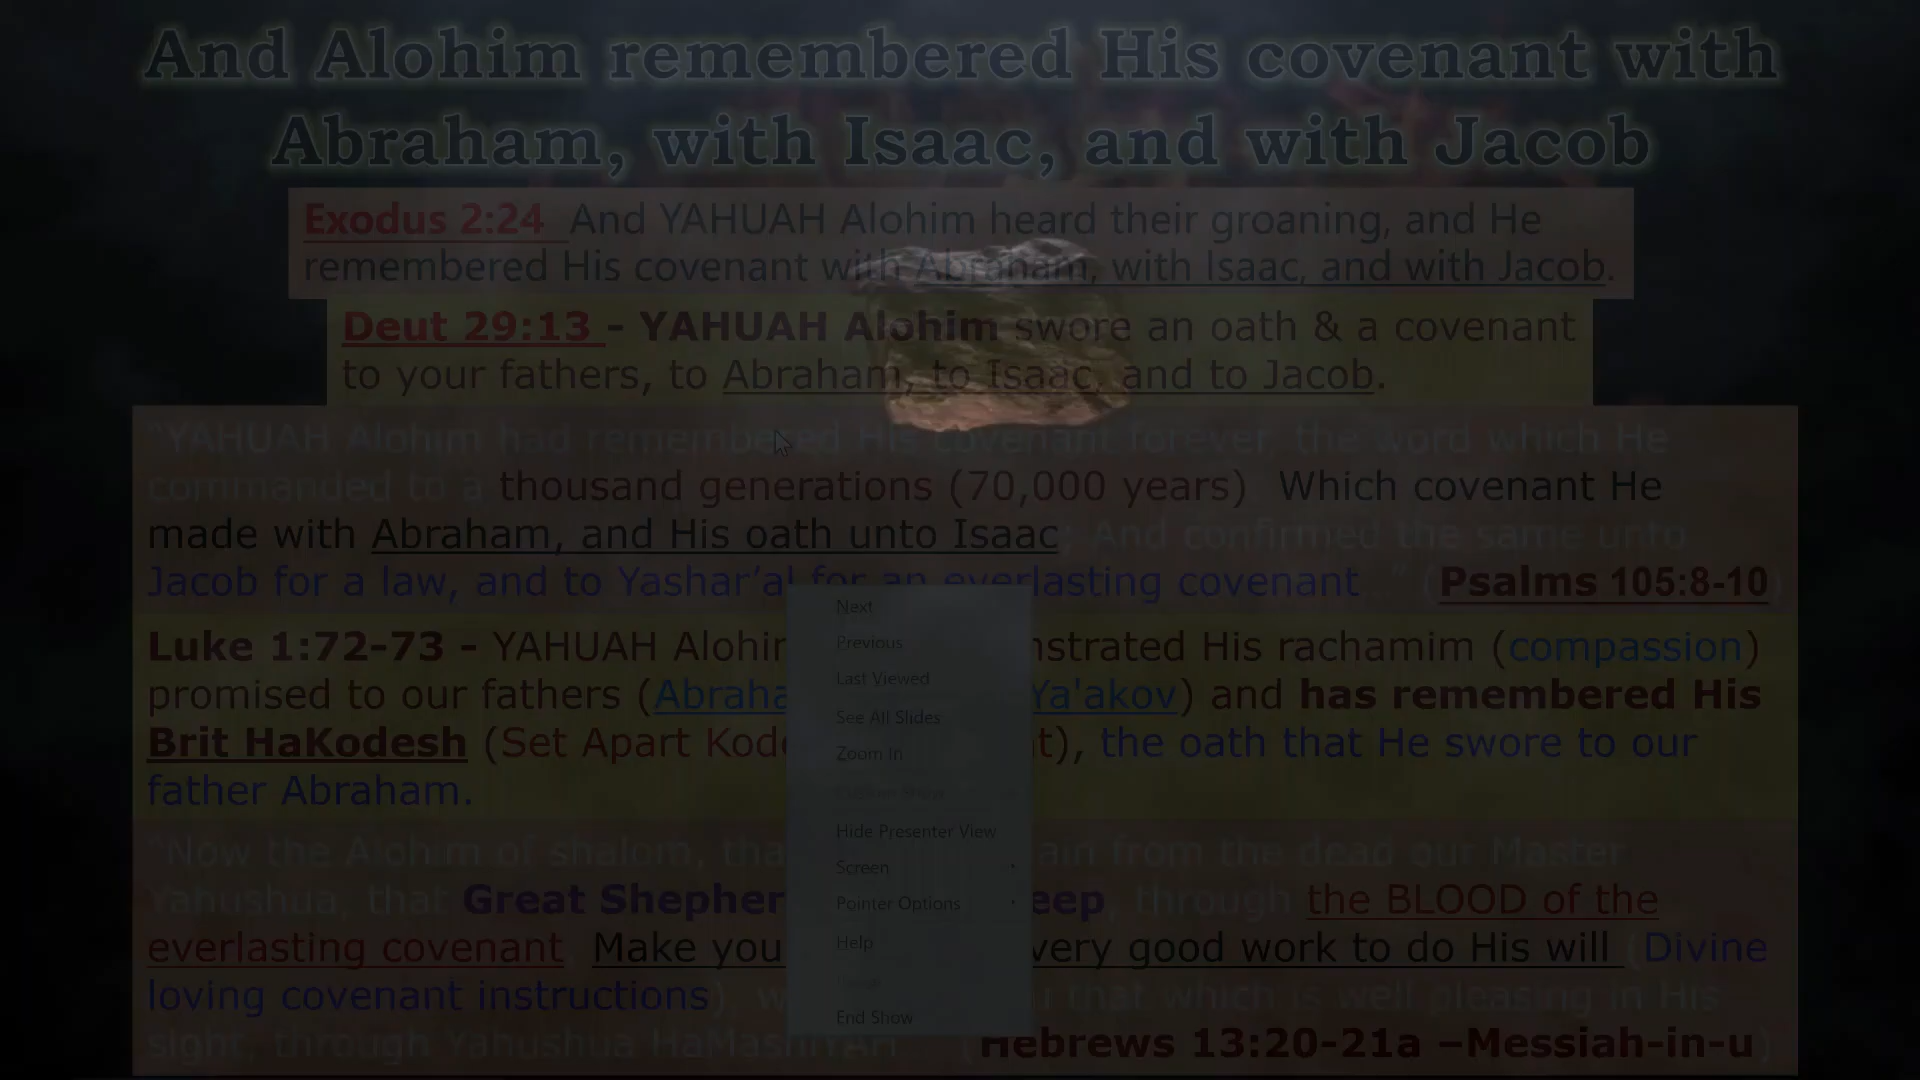 And Alohim remembered His covenant with
Abraham, with Isaac, and with Jacob
Exodus 2:24 And YAHUAH Alohim heard their groaning, and He
remembered His covenant with Abraham, with Isaac, and with Jacob.
Deut 29:13 - YAHUAH Alohim swore an oath & a covenant
to your fathers, to Abraham, to Isaac, and to Jacob.
"YAHUAH Alohim had remembered His covenant forever, the word which He
commanded to a thousand generations (70,000 years) Which covenant He
made with Abraham, and His oath unto Isaac; And confirmed the same unto
Jacob for a law, and to Yashar'al for an everlasting covenant " (Psalms 105:8-10)
Luke 1:72-73 - YAHUAH Alohim nstrated His rachamim (compassion)
promised to our fathers (Abraha Ya'akov) and has remembered His
Brit HaKodesh (Set Apart Kod t), the oath that He swore to our
father Abraham.
"Now the Alohim of shalom, tha ain from the dead our Master
Yahushua, that Great Shepher eep, through the BLOOD of the
everlasting covenant Make you very good work to do His will (Divine
loving covenant instructions), w u that which is well pleasing in His
sight, through Yahushua HaMashiYAH (Hebrews 13:20-21a –Messiah-in-u)
Next
Previous
Last Viewed
See All Slides
Zoom In
Custom Show
Hide Presenter View
Screen
Pointer Options
Help
End Show